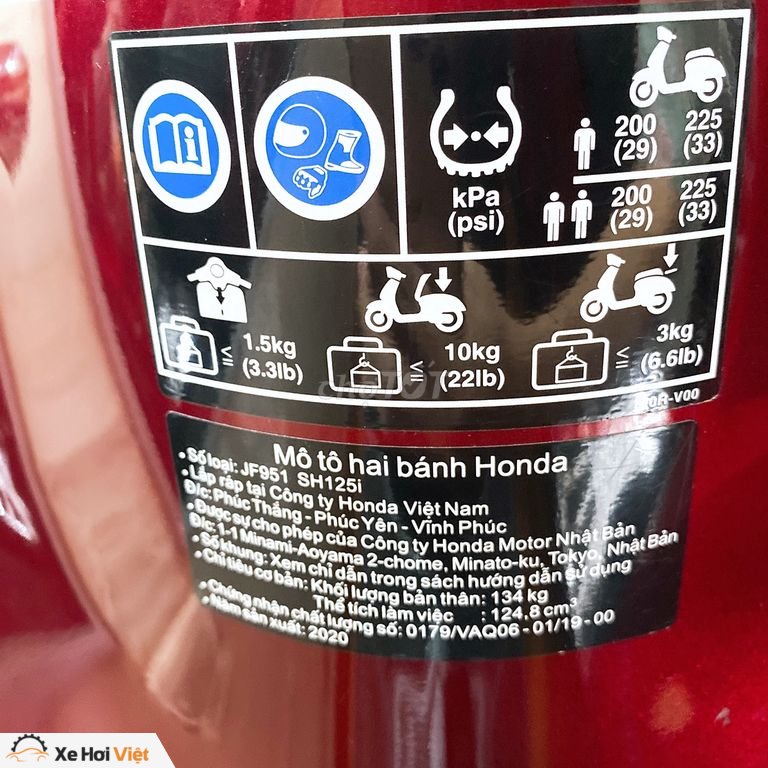 200 225
(29) (33)
kPa
(psi)
200 225
(29) (33)
≤ 1.5kg
(3.3lb)
≤ 10kg
(22lb)
≤ 3kg
(6.6lb)
chợTỐT
Mô tô hai bánh Honda
• Số loại: JF951 SH125i
• Lắp ráp tại Công ty Honda Việt Nam
Đ/c: Phúc Thắng - Phúc Yên - Vĩnh Phúc
• Được sự cho phép của Công ty Honda Motor Nhật Bản
Đ/c: 1-1 Minami-Aoyama 2-chome, Minato-ku, Tokyo, Nhật Bản
• Số khung: Xem chỉ dẫn trong sách hướng dẫn sử dụng
• Chỉ tiêu cơ bản: Khối lượng bản thân: 134 kg
Thể tích làm việc : 124.8 cm³
• Chứng nhận chất lượng số: 0179/VAQ06 - 01/19 - 00
• Năm sản xuất: 2020
Xe Hơi Việt